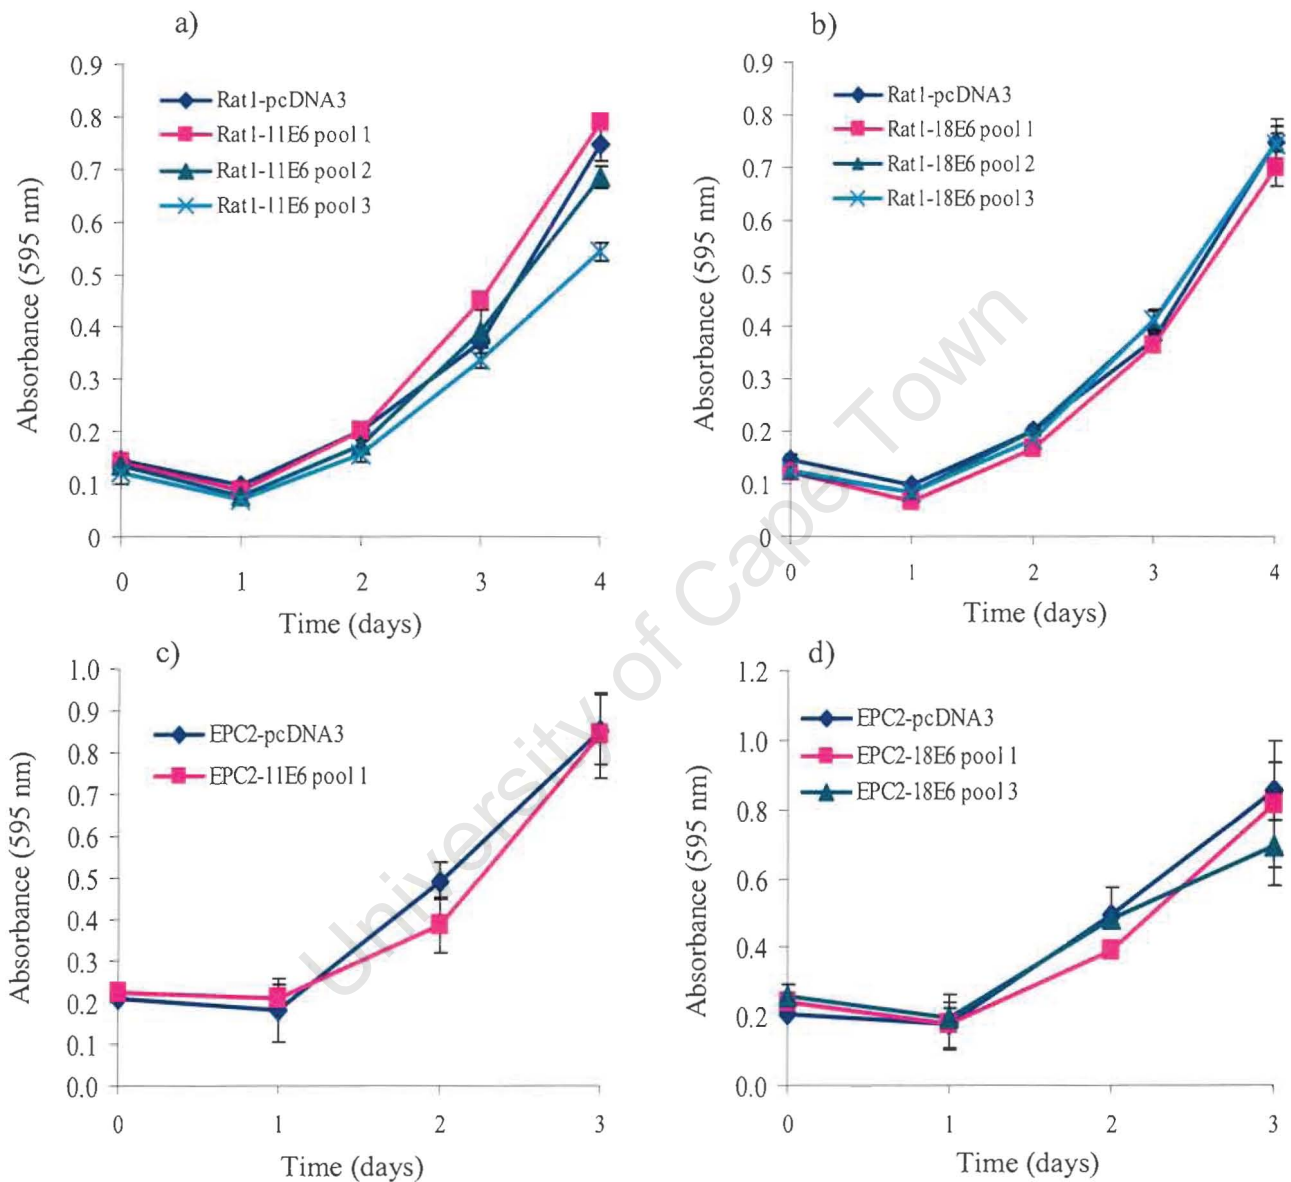 a)
Rat1-pcDNA3
Rat1-11E6 pool 1
Rat1-11E6 pool 2
Rat1-11E6 pool 3
0.9
0.8
0.7
0.6
0.5
0.4
0.3
0.2
0.1
0
Absorbance (595 nm)
0 1 2 3 4
Time (days)
b)
Rat1-pcDNA3
Rat1-18E6 pool 1
Rat1-18E6 pool 2
Rat1-18E6 pool 3
0.9
0.8
0.7
0.6
0.5
0.4
0.3
0.2
0.1
0
Absorbance (595 nm)
0 1 2 3 4
Time (days)
c)
EPC2-pcDNA3
EPC2-11E6 pool 1
1.0
0.9
0.8
0.7
0.6
0.5
0.4
0.3
0.2
0.1
0.0
Absorbance (595 nm)
0 1 2 3
Time (days)
d)
EPC2-pcDNA3
EPC2-18E6 pool 1
EPC2-18E6 pool 3
1.2
1.0
0.8
0.6
0.4
0.2
0.0
Absorbance (595 nm)
0 1 2 3
Time (days)
University of Cape Town